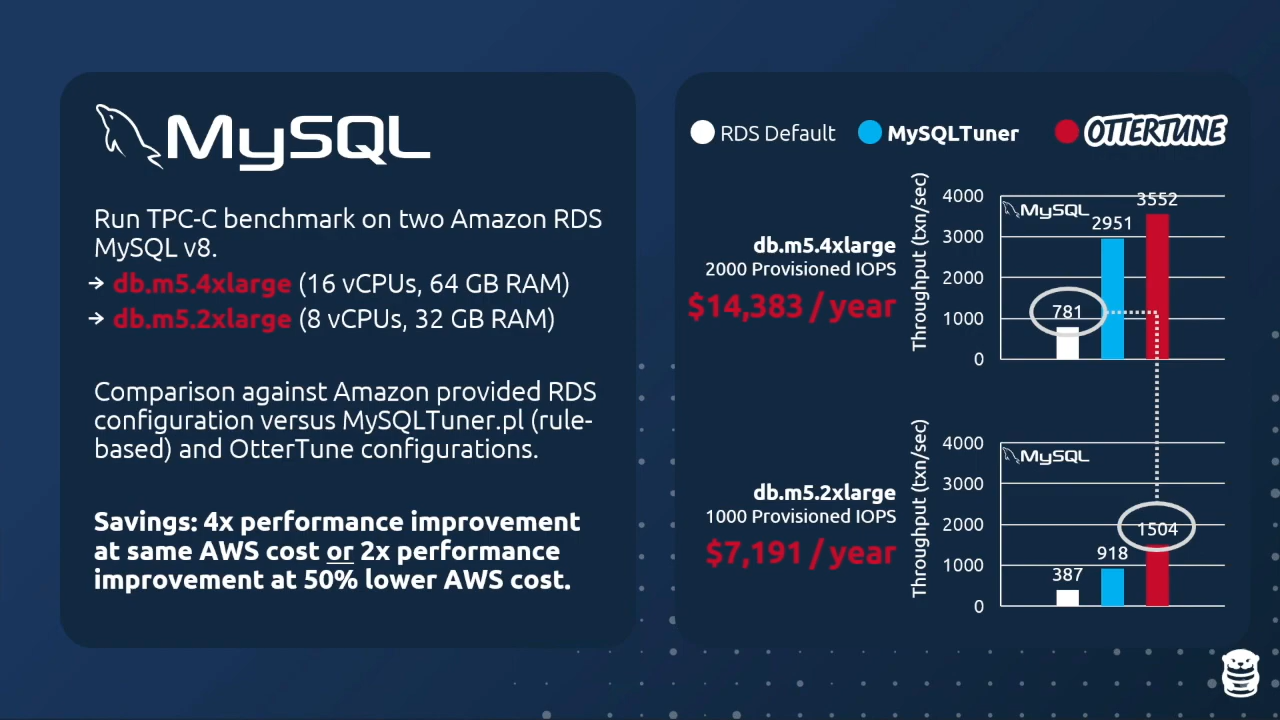 MySQL
Run TPC-C benchmark on two Amazon RDS
MySQL v8.
→ db.m5.4xlarge (16 vCPUs, 64 GB RAM)
→ db.m5.2xlarge (8 vCPUs, 32 GB RAM)
Comparison against Amazon provided RDS
configuration versus MySQLTuner.pl (rule-
based) and OtterTune configurations.
Savings: 4x performance improvement
at same AWS cost or 2x performance
improvement at 50% lower AWS cost.
RDS Default MySQLTuner OTTERTUNE
db.m5.4xlarge
2000 Provisioned IOPS
$14,383 / year
Throughput (txn/sec)
4000
3000
2000
1000
0
MySQL
781
2951
3552
db.m5.2xlarge
1000 Provisioned IOPS
$7,191 / year
Throughput (txn/sec)
4000
3000
2000
1000
0
MySQL
387
918
1504